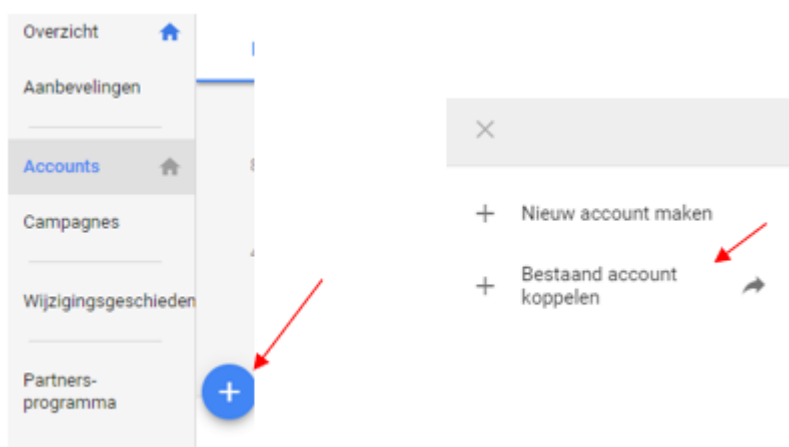 Overzicht
Aanbevelingen
Accounts
Campagnes
Wijzigingsgeschieden
Partners-
programma
Nieuw account maken
Bestaand account
koppelen